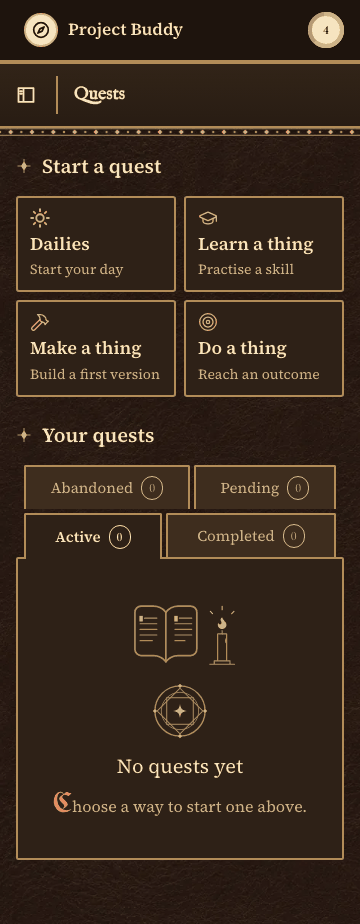 Project Buddy
4
Quests
Start a quest
Dailies
Start your day
Learn a thing
Practise a skill
Make a thing
Build a first version
Do a thing
Reach an outcome
Your quests
Abandoned 0
Pending 0
Active 0
Completed 0
No quests yet
Choose a way to start one above.